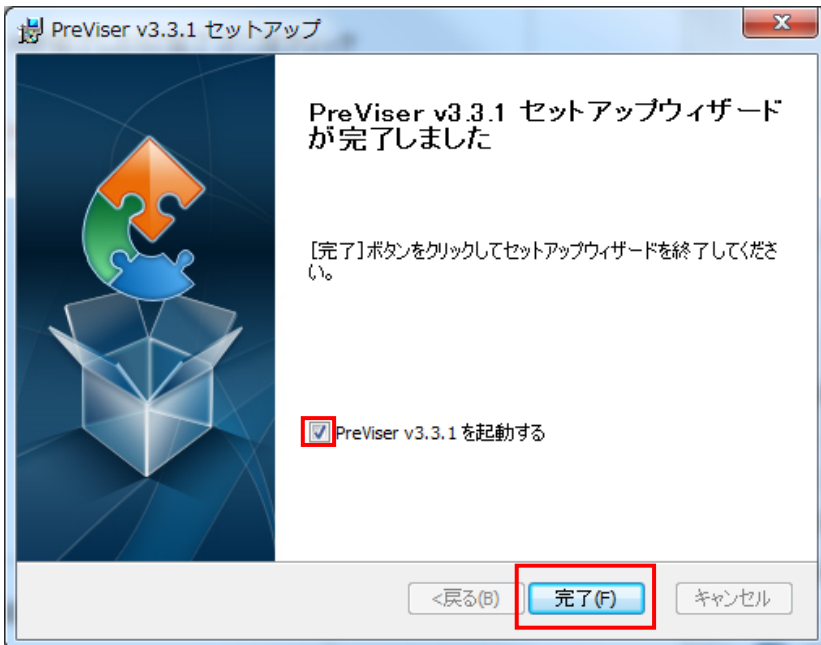 PreViser v3.3.1 セットアップ
PreViser v3.3.1 セットアップウィザード
が完了しました
[完了]ボタンをクリックしてセットアップウィザードを終了してくださ
い。
PreViser v3.3.1 を起動する
<戻る(B)
完了(F)
キャンセル